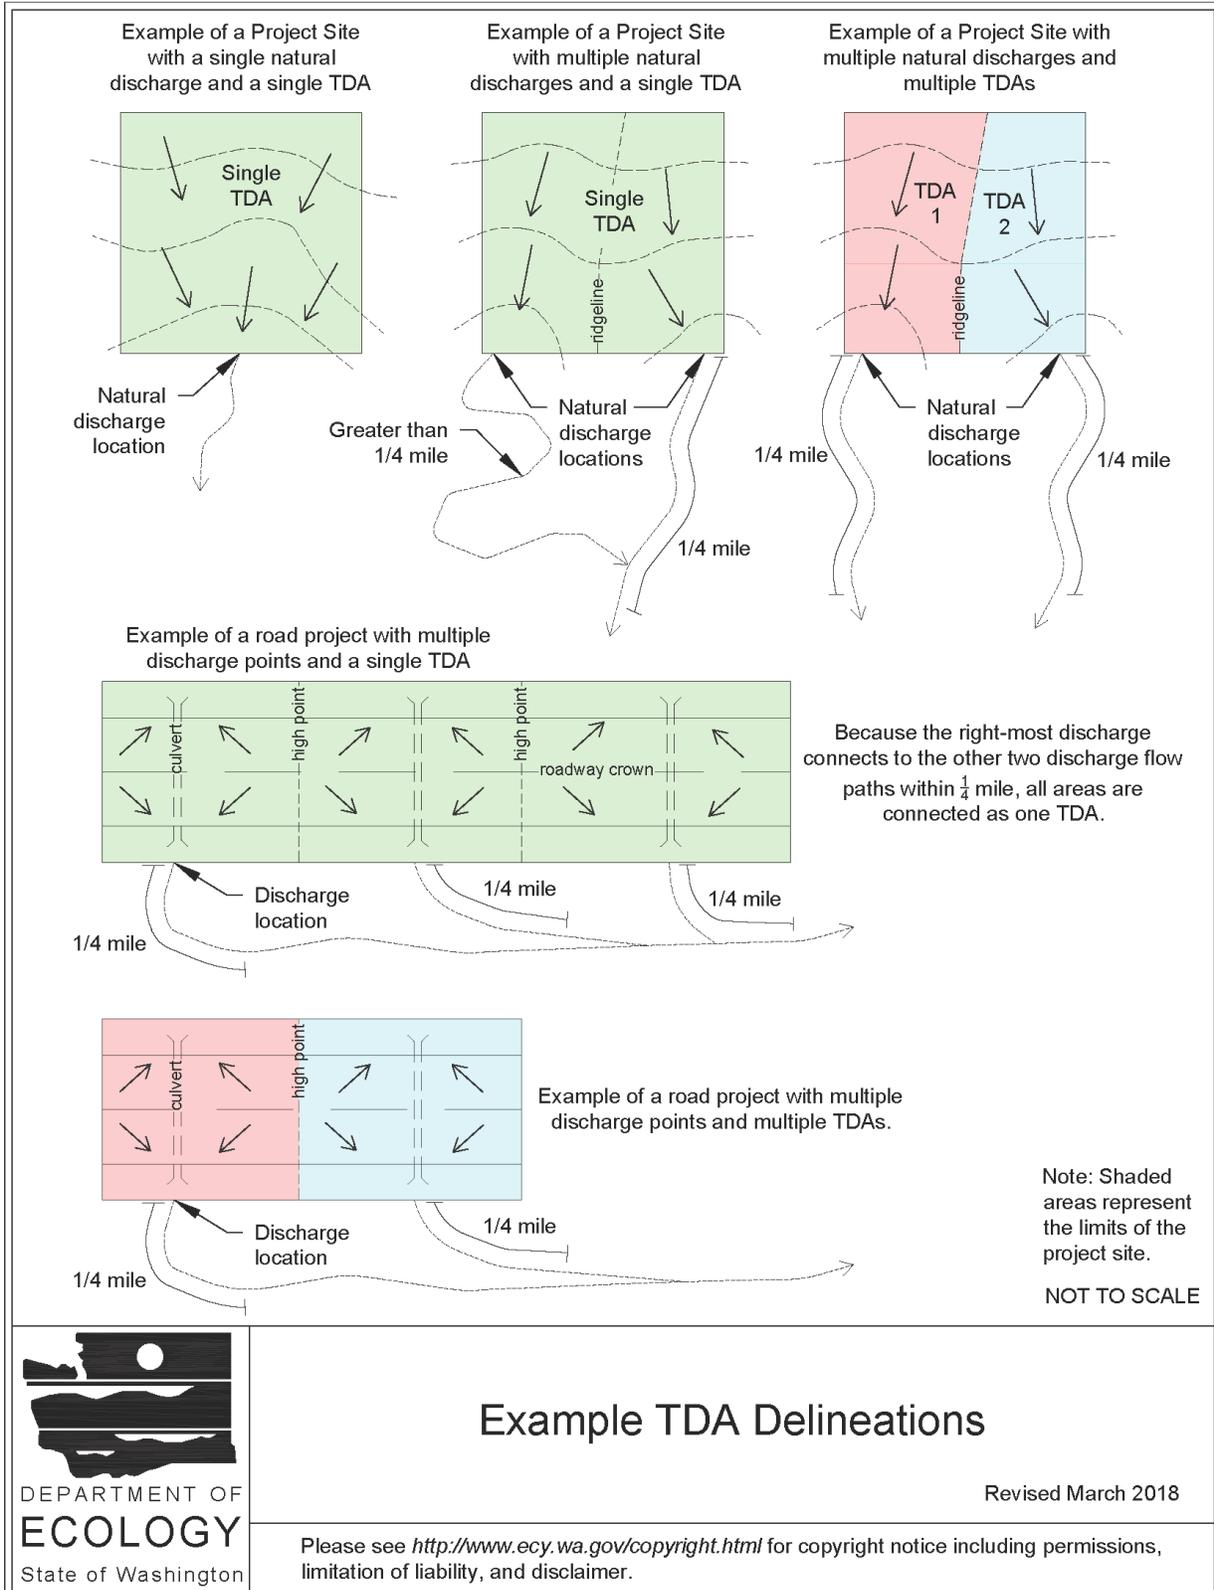 Example of a Project Site
with a single natural
discharge and a single TDA
Example of a Project Site
with multiple natural
discharges and a single TDA
Example of a Project Site with
multiple natural discharges and
multiple TDAs
Single
TDA
Single
TDA
ridgeline
TDA
1
TDA
2
ridgeline
Natural
discharge
location
Greater than
1/4 mile
Natural
discharge
locations
1/4 mile
1/4 mile
Natural
discharge
locations
1/4 mile
Example of a road project with multiple
discharge points and a single TDA
culvert
high point
high point
roadway crown
Because the right-most discharge
connects to the other two discharge flow
paths within 1/4 mile, all areas are
connected as one TDA.
Discharge
location
1/4 mile
1/4 mile
1/4 mile
culvert
high point
Example of a road project with multiple
discharge points and multiple TDAs.
Discharge
location
1/4 mile
1/4 mile
Note: Shaded
areas represent
the limits of the
project site.
NOT TO SCALE
DEPARTMENT OF
ECOLOGY
State of Washington
Example TDA Delineations
Revised March 2018
Please see http://www.ecy.wa.gov/copyright.html for copyright notice including permissions,
limitation of liability, and disclaimer.